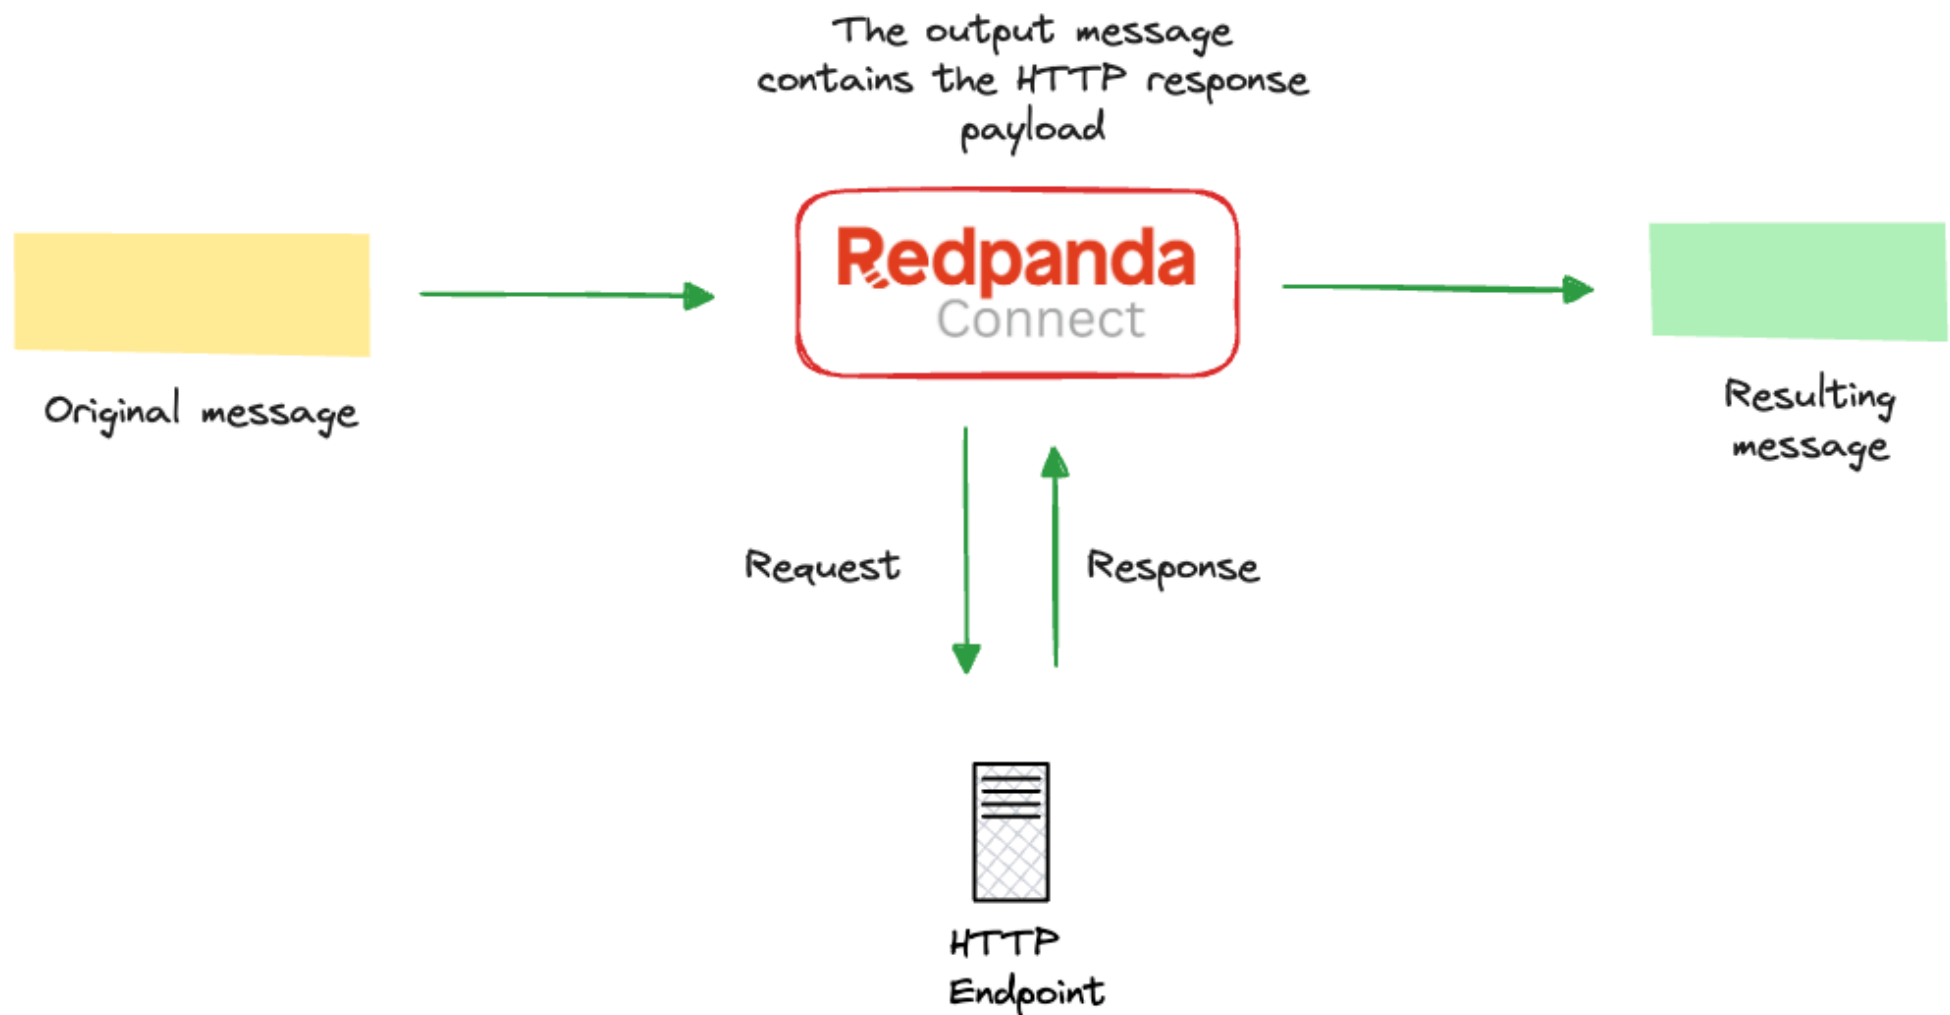 The output message
contains the HTTP response
payload
Redpanda
Connect
Original message
Resulting
message
Request
Response
HTTP
Endpoint